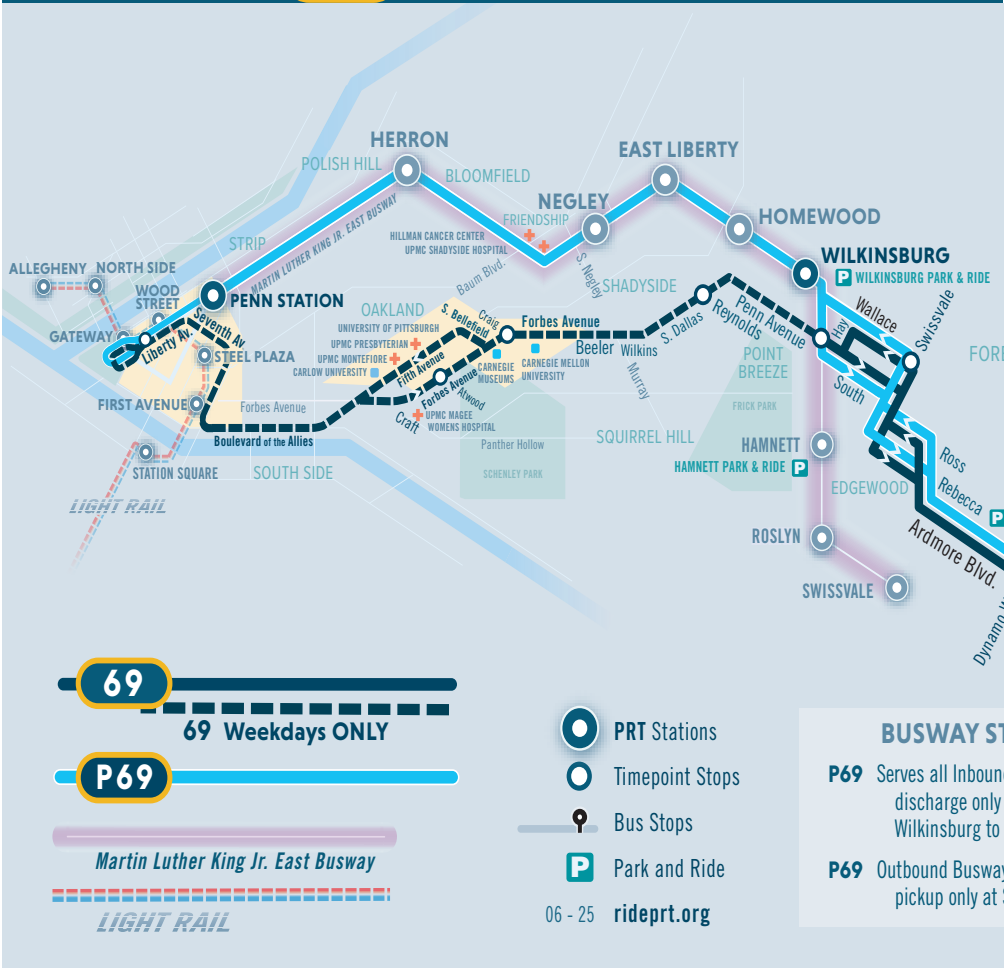 HERRON
EAST LIBERTY
POLISH HILL
BLOOMFIELD
NEGLEY
FRIENDSHIP
HOMEWOOD
MARTIN LUTHER KING JR. EAST BUSWAY
HILLMAN CANCER CENTER
UPMC SHADYSIDE HOSPITAL
STRIP
WILKINSBURG
WILKINSBURG PARK & RIDE
P
ALLEGHENY
NORTH SIDE
WOOD
STREET
PENN STATION
Baum Blvd.
S. Negley
SHADYSIDE
OAKLAND
UNIVERSITY OF PITTSBURGH
UPMC PRESBYTERIAN
UPMC MONTEFIORE
CARLOW UNIVERSITY
S. Bellefield
Craig
Forbes Avenue
Beeler
Wilkins
S. Dallas
Reynolds
Penn Avenue
Hay
Wallace
Swissvale
GATEWAY
Liberty Av.
Seventh Av
STEEL PLAZA
Fifth Avenue
Forbes Avenue
CARNEGIE
MUSEUMS
CARNEGIE MELLON
UNIVERSITY
Murray
POINT
BREEZE
South
FORE
FIRST AVENUE
Forbes Avenue
Craft
Atwood
UPMC MAGEE
WOMENS HOSPITAL
FRICK PARK
Boulevard of the Allies
Panther Hollow
SQUIRREL HILL
HAMNETT
HAMNETT PARK & RIDE
P
STATION SQUARE
SOUTH SIDE
SCHENLEY PARK
EDGEWOOD
Ross
Rebecca
P
LIGHT RAIL
ROSLYN
Ardmore Blvd.
SWISSVALE
Dynamo W
69
69 Weekdays ONLY
P69
Martin Luther King Jr. East Busway
LIGHT RAIL
PRT Stations
Timepoint Stops
Bus Stops
P
Park and Ride
06 - 25 rideprt.org
BUSWAY ST
P69 Serves all Inboun
discharge only
Wilkinsburg to
P69 Outbound Busway
pickup only at S